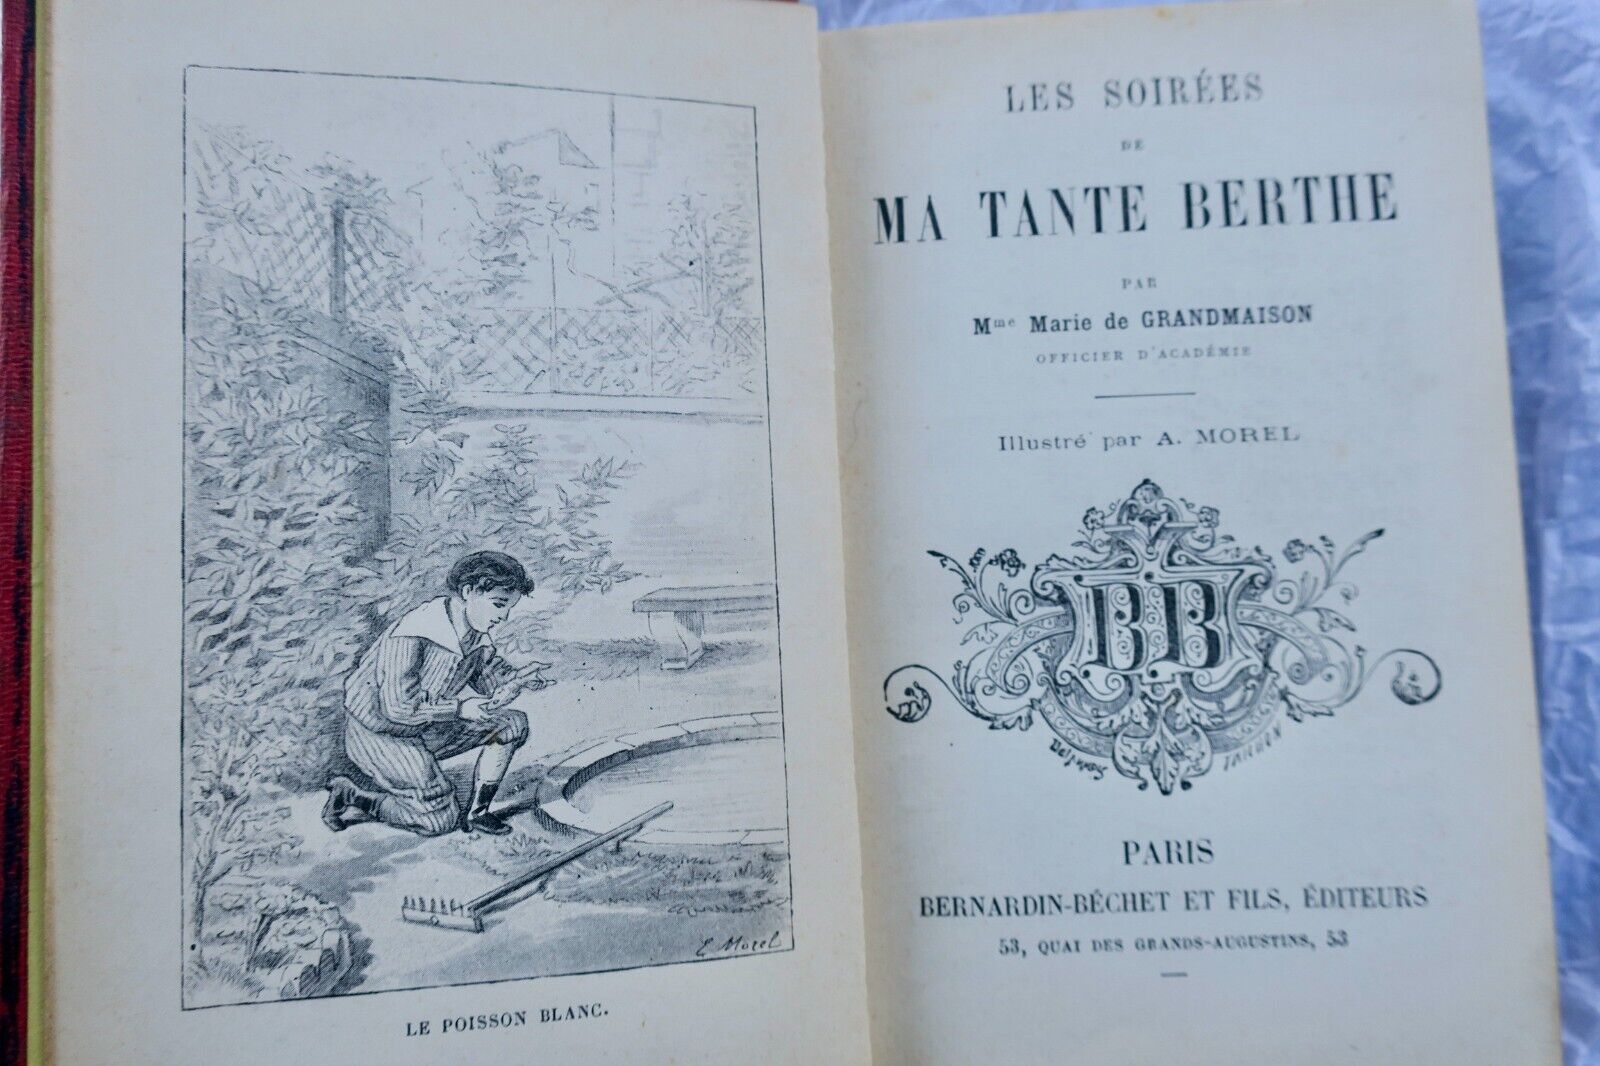 E Morel
LE POISSON BLANC.
LES SOIRÉES
DE
MA TANTE BERTHE
PAR
Mme Marie de GRANDMAISON
OFFICIER D'ACADÉMIE
Illustré par A. MOREL
BB
PARIS
BERNARDIN-BÉCHET ET FILS, ÉDITEURS
53, QUAI DES GRANDS-AUGUSTINS, 53